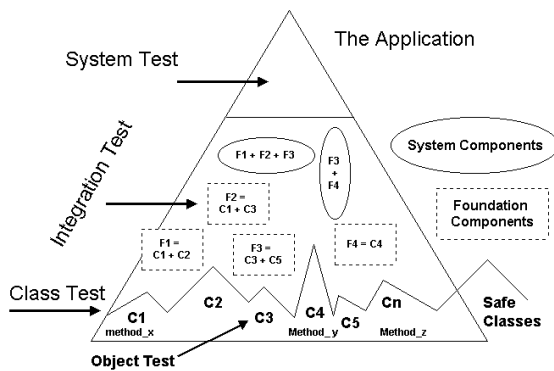 The Application
System Test
System Components
F1 + F2 + F3
F3
+
F4
Integration Test
F2 =
C1 + C3
Foundation
Components
F1 =
C1 + C2
F3 =
C3 + C5
F4 = C4
Class Test
C1
C2
C3
C4
C5
Cn
Safe
Classes
method_x
Method_y
Method_z
Object Test